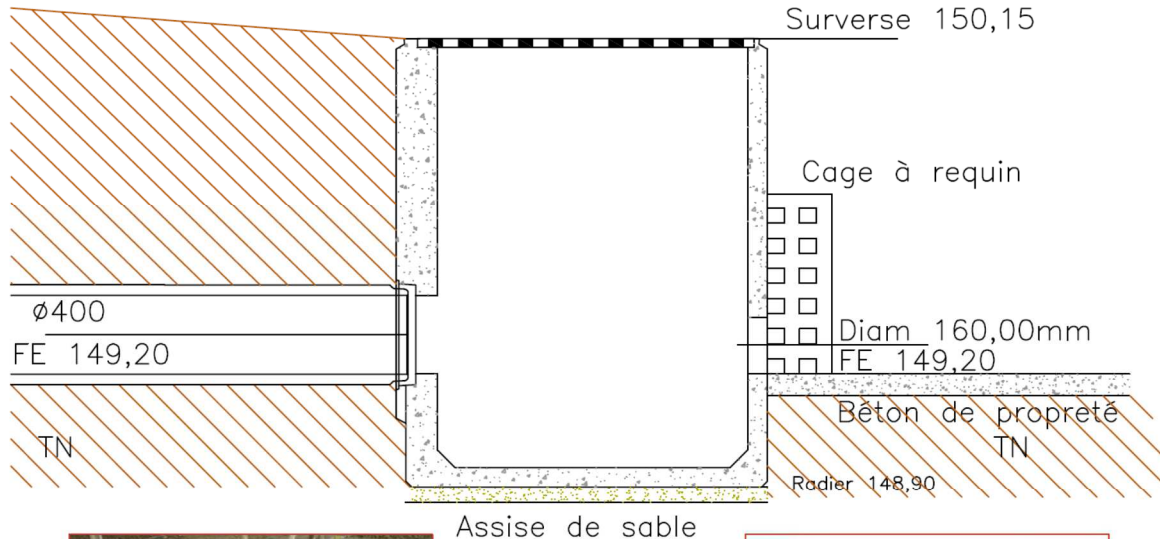 Surverse 150,15
Cage à requin
ø400
FE 149,20
Diam 160,00mm
FE 149,20
Béton de propreté
TN
TN
Radier 148,90
Assise de sable